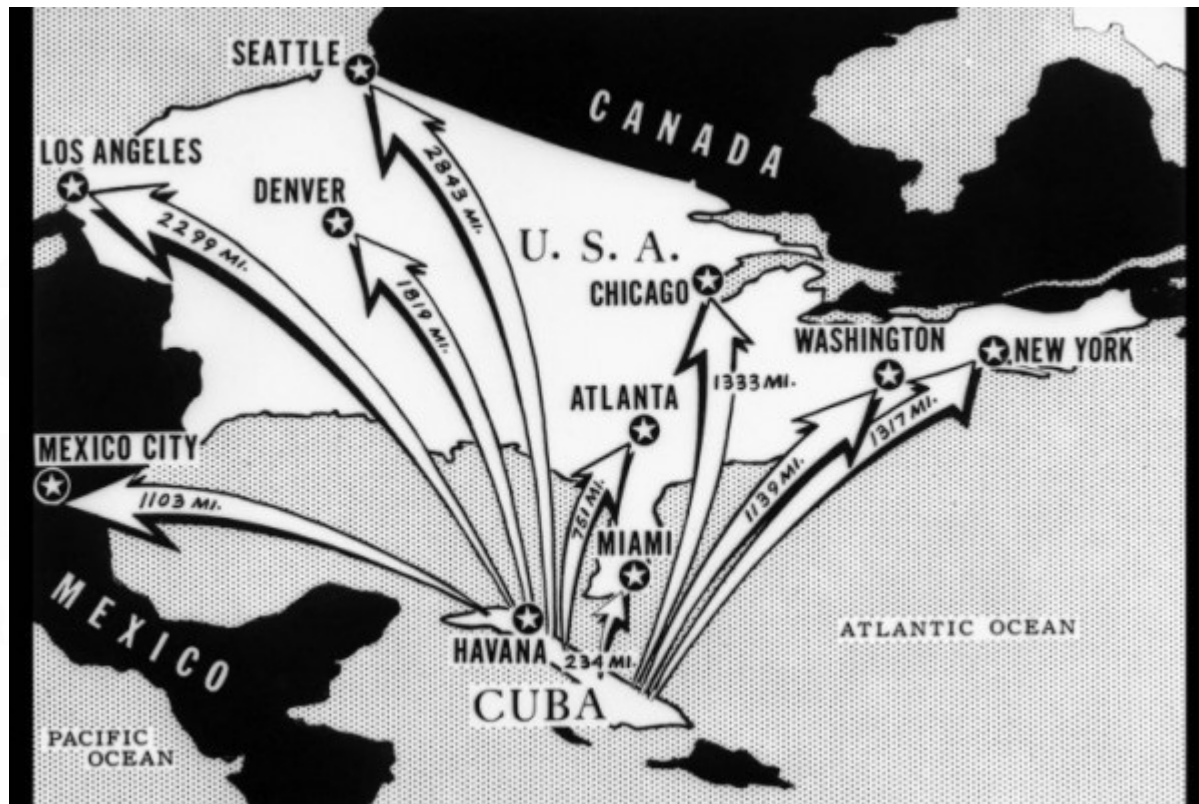 SEATTLE
CANADA
LOS ANGELES
2843 MI.
DENVER
2299 MI.
U. S. A.
CHICAGO
1819 MI.
WASHINGTON
NEW YORK
1333 MI.
ATLANTA
1317 MI.
MEXICO CITY
1103 MI.
1139 MI.
751 MI.
MIAMI
MEXICO
HAVANA
234 MI.
ATLANTIC OCEAN
CUBA
PACIFIC
OCEAN